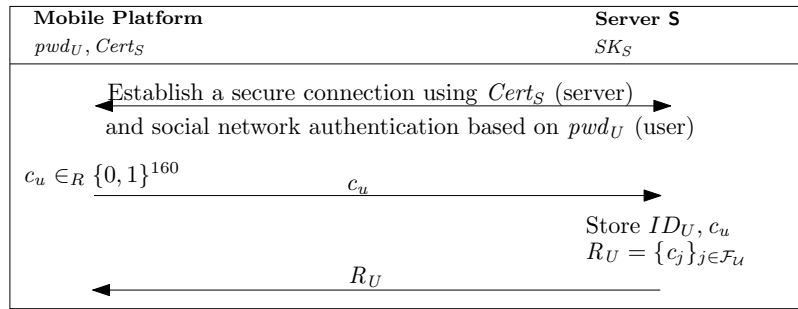 Mobile Platform Server S
pwd_U, Cert_S SK_S
Establish a secure connection using Cert_S (server)
and social network authentication based on pwd_U (user)
c_u ∈_R {0, 1}^160
c_u
Store ID_U, c_u
R_U = {c_j}_{j∈F_U}
R_U